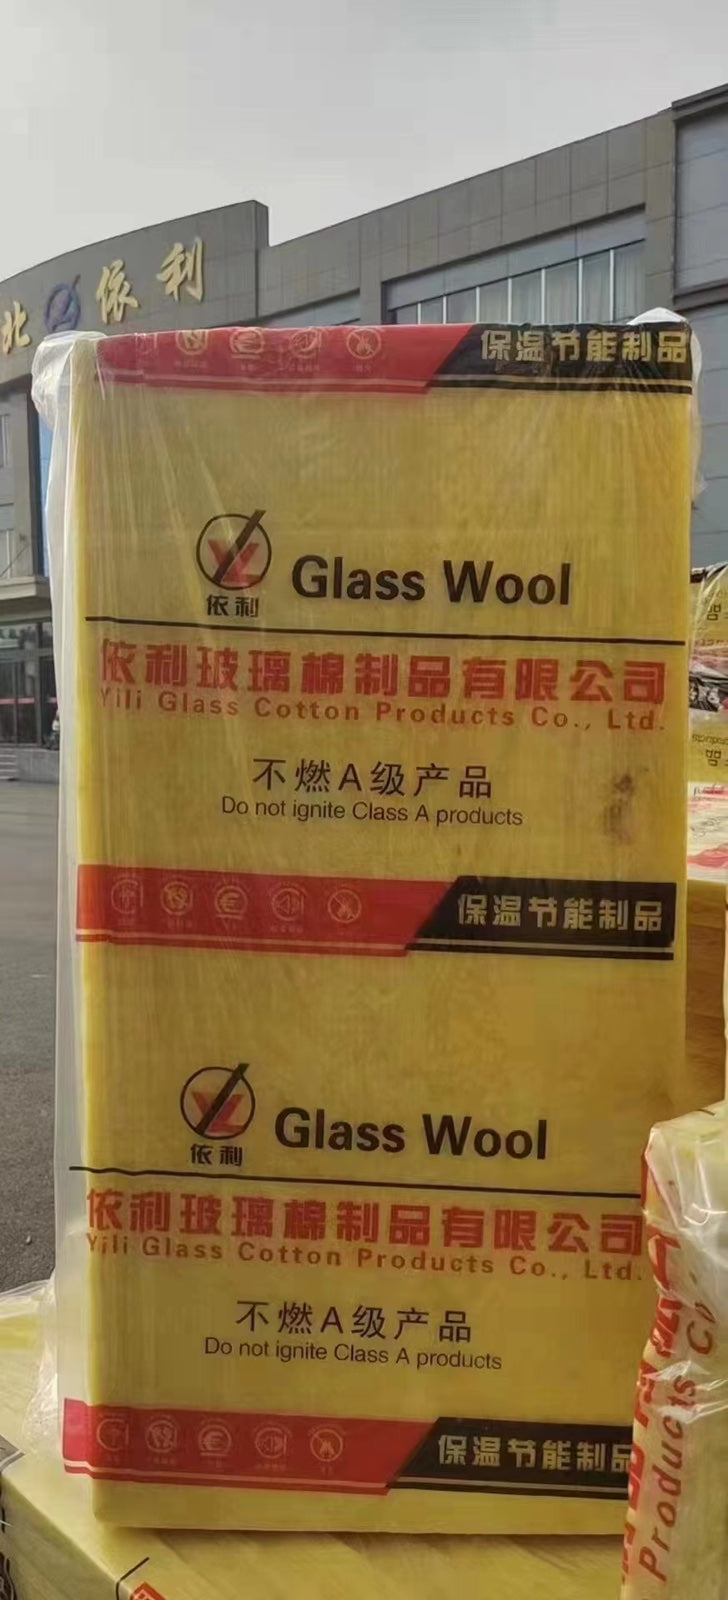 北 依利
保温节能制品
依利
Glass Wool
依利玻璃棉制品有限公司
Yili Glass Cotton Products Co., Ltd.
不燃A级产品
Do not ignite Class A products
保温节能制品
依利
Glass Wool
依利玻璃棉制品有限公司
Yili Glass Cotton Products Co., Ltd.
不燃A级产品
Do not ignite Class A products
保温节能制品
Products Co